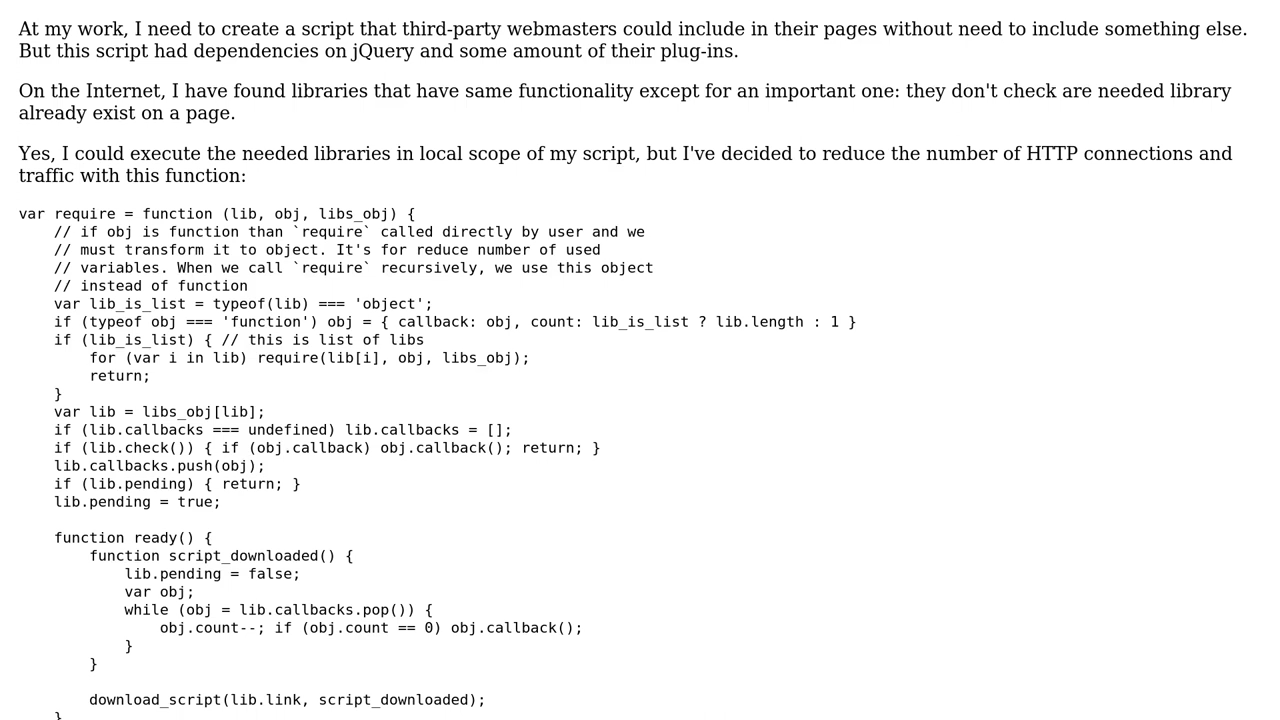 At my work, I need to create a script that third-party webmasters could include in their pages without need to include something else.
But this script had dependencies on jQuery and some amount of their plug-ins.
On the Internet, I have found libraries that have same functionality except for an important one: they don't check are needed library
already exist on a page.
Yes, I could execute the needed libraries in local scope of my script, but I've decided to reduce the number of HTTP connections and
traffic with this function:
var require = function (lib, obj, libs_obj) {
    // if obj is function than `require` called directly by user and we
    // must transform it to object. It's for reduce number of used
    // variables. When we call `require` recursively, we use this object
    // instead of function
    var lib_is_list = typeof(lib) === 'object';
    if (typeof obj === 'function') obj = { callback: obj, count: lib_is_list ? lib.length : 1 }
    if (lib_is_list) { // this is list of libs
        for (var i in lib) require(lib[i], obj, libs_obj);
        return;
    }
    var lib = libs_obj[lib];
    if (lib.callbacks === undefined) lib.callbacks = [];
    if (lib.check()) { if (obj.callback) obj.callback(); return; }
    lib.callbacks.push(obj);
    if (lib.pending) { return; }
    lib.pending = true;
    function ready() {
        function script_downloaded() {
            lib.pending = false;
            var obj;
            while (obj = lib.callbacks.pop()) {
                obj.count--; if (obj.count == 0) obj.callback();
            }
        }
        download_script(lib.link, script_downloaded);
    }